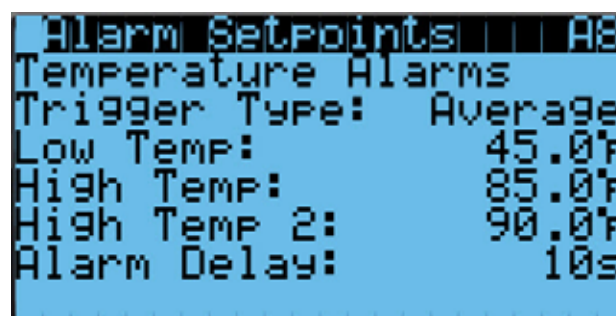 Alarm Setpoints A8
Temperature Alarms
Trigger Type: Average
Low Temp: 45.0°F
High Temp: 85.0°F
High Temp 2: 90.0°F
Alarm Delay: 10s